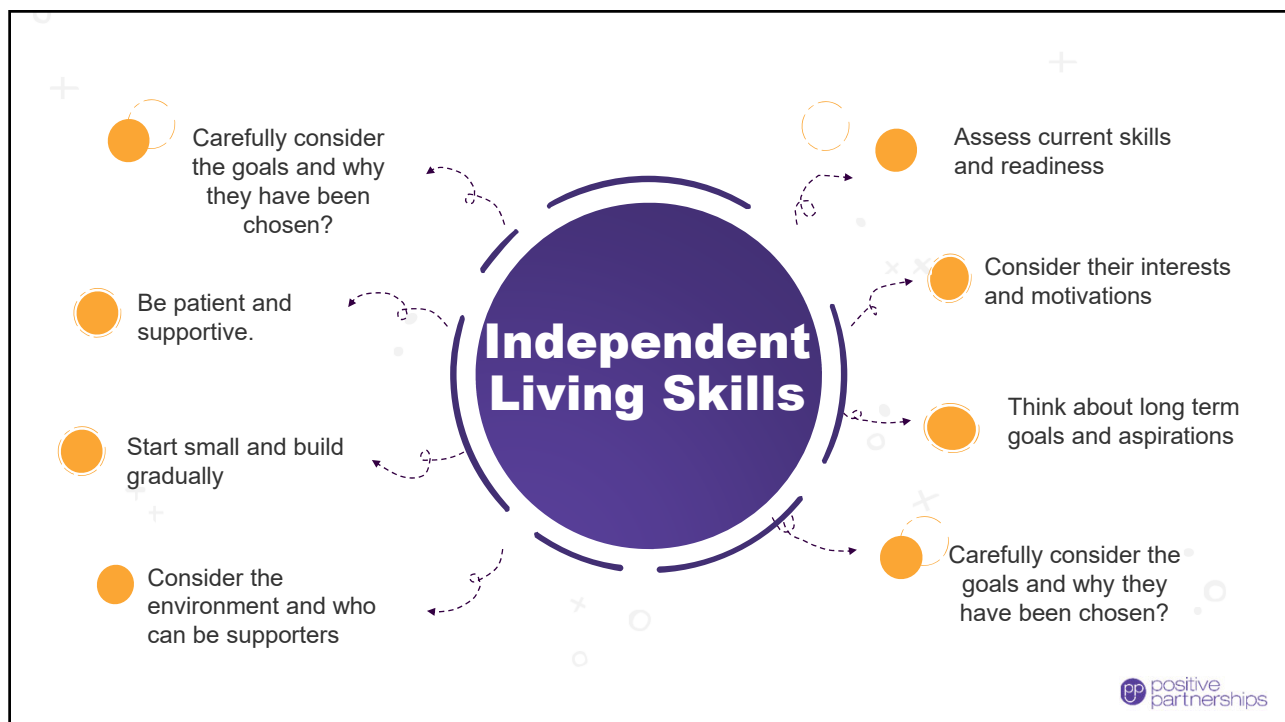 Carefully consider
the goals and why
they have been
chosen?
Be patient and
supportive.
Start small and build
gradually
Consider the
environment and who
can be supporters
Independent
Living Skills
Assess current skills
and readiness
Consider their interests
and motivations
Think about long term
goals and aspirations
Carefully consider the
goals and why they
have been chosen?
positive
partnerships